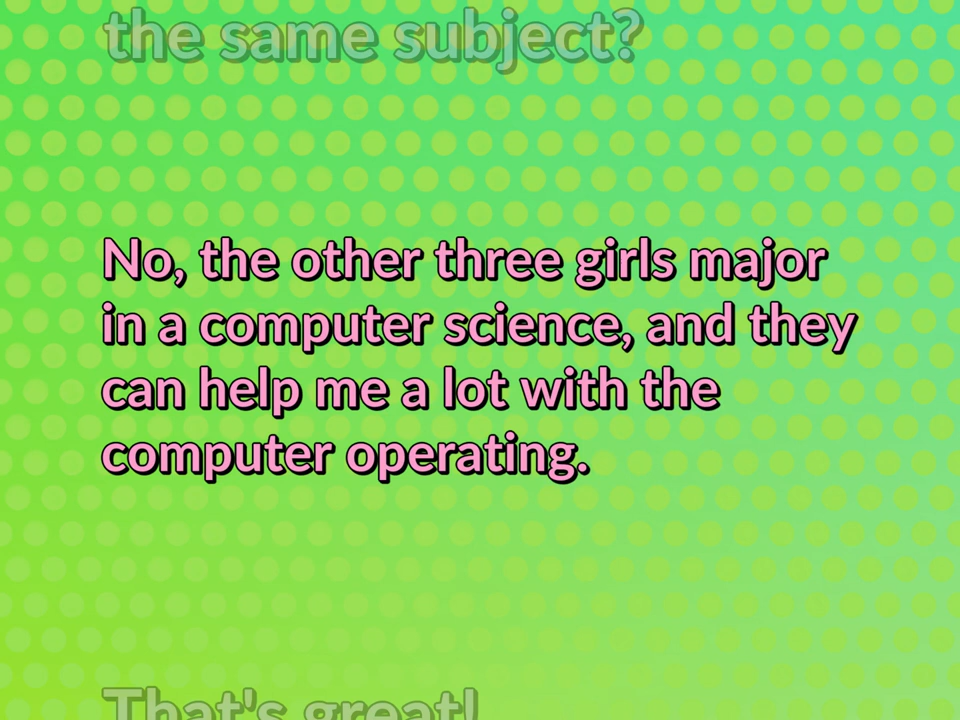 the same subject?
No, the other three girls major
in a computer science, and they
can help me a lot with the
computer operating.
That's great!